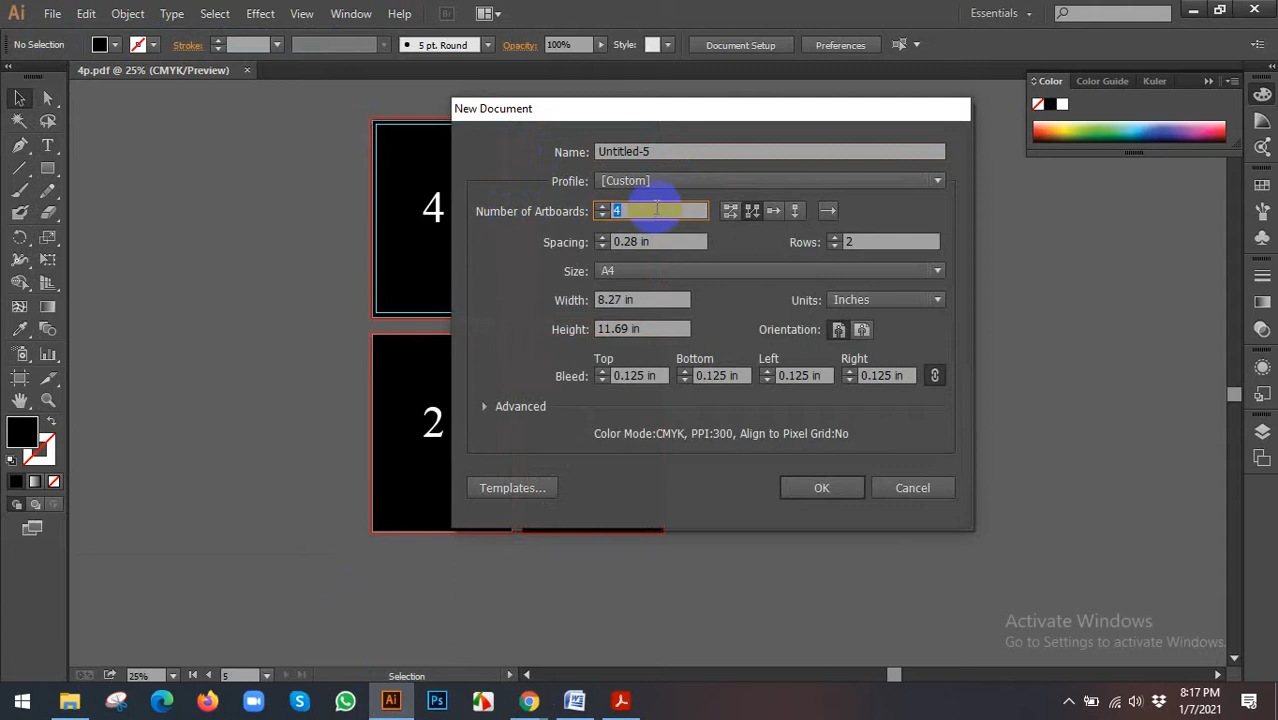 Ai File Edit Object Type Select Effect View Window Help Br Essentials
No Selection Stroke: 5 pt. Round Opacity: 100% Style: Document Setup Preferences
4p.pdf @ 25% (CMYK/Preview) ×
Color Color Guide Kuler
New Document
Name: Untitled-5
Profile: [Custom]
Number of Artboards: 4
Spacing: 0.28 in Rows: 2
Size: A4
Width: 8.27 in Units: Inches
Height: 11.69 in Orientation:
Top Bottom Left Right
Bleed: 0.125 in 0.125 in 0.125 in 0.125 in
Advanced
Color Mode:CMYK, PPI:300, Align to Pixel Grid:No
Templates... OK Cancel
4
2
Activate Windows
Go to Settings to activate Windows.
25% 5 Selection
Ai Ps 8:17 PM
1/7/2021